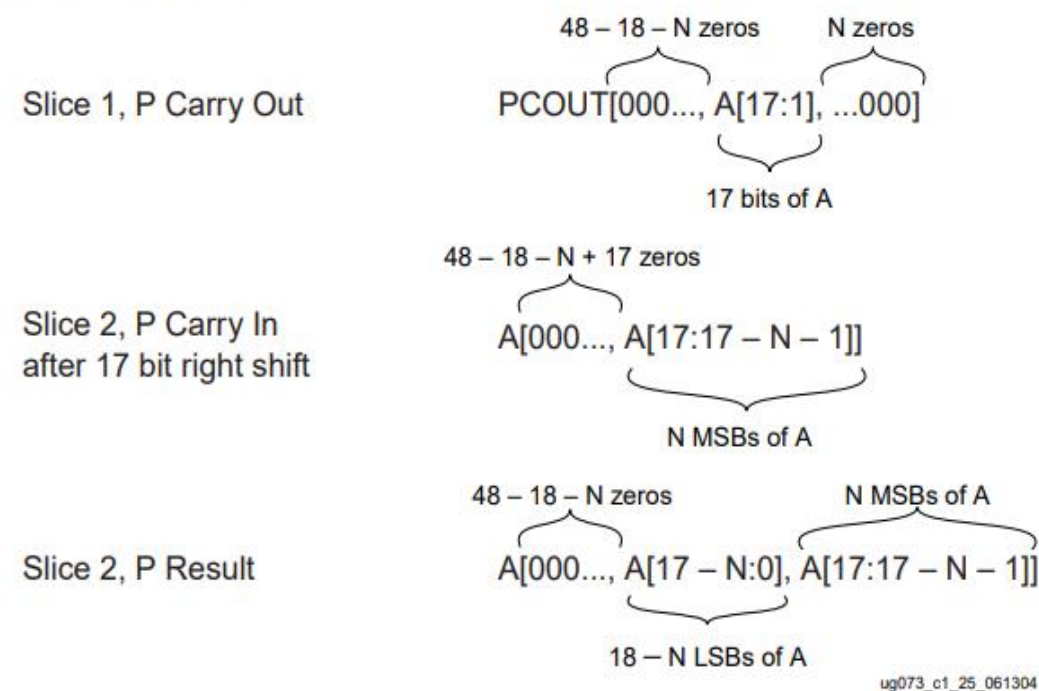 48 – 18 – N zeros N zeros
Slice 1, P Carry Out PCOUT[000..., A[17:1], ...000]
17 bits of A
48 – 18 – N + 17 zeros
Slice 2, P Carry In
after 17 bit right shift
A[000..., A[17:17 – N – 1]]
N MSBs of A
48 – 18 – N zeros N MSBs of A
Slice 2, P Result A[000..., A[17 – N:0], A[17:17 – N – 1]]
18 – N LSBs of A
ug073_c1_25_061304